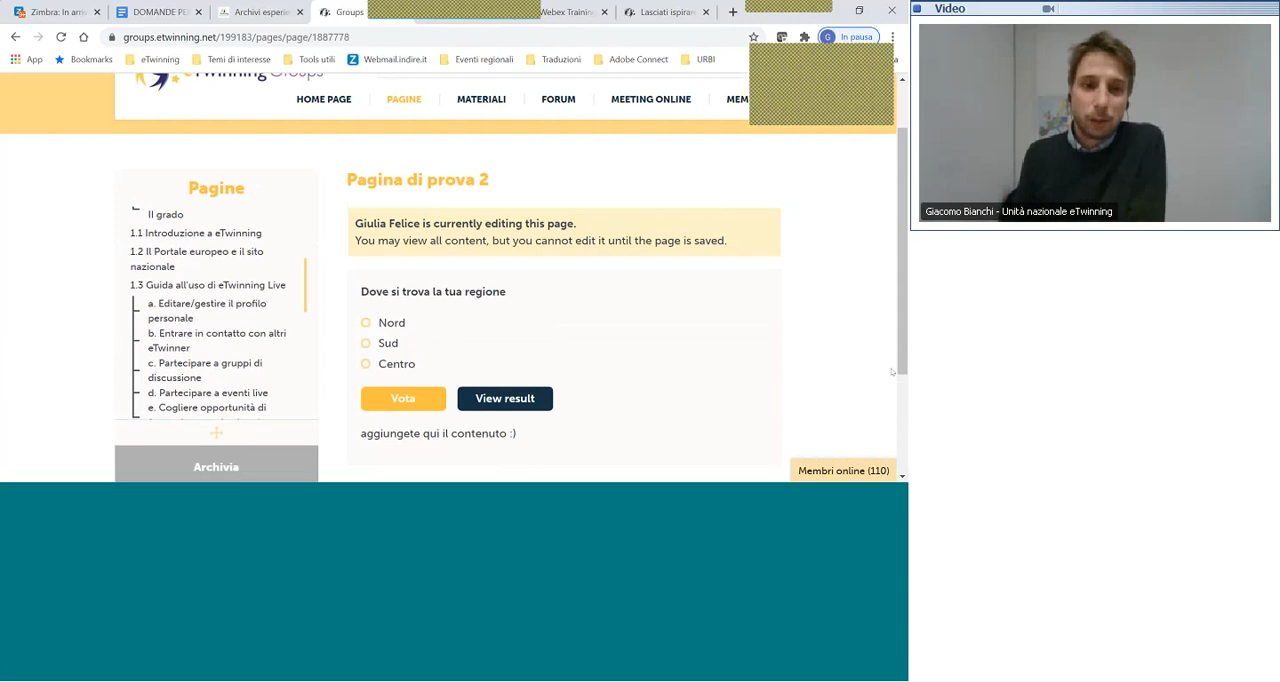 Zimbra: In arri
DOMANDE PE
Archivi esperie
Groups
Webex Training
Lasciati ispirare
groups.etwinning.net/199183/pages/page/1887778
G In pausa
App
Bookmarks
eTwinning
Temi di interesse
Tools utili
Webmail.indire.it
Eventi regionali
Traduzioni
Adobe Connect
URBI
eTwinning Groups
HOME PAGE
PAGINE
MATERIALI
FORUM
MEETING ONLINE
MEM
Pagine
II grado
1.1 Introduzione a eTwinning
1.2 Il Portale europeo e il sito
nazionale
1.3 Guida all'uso di eTwinning Live
a. Editare/gestire il profilo
personale
b. Entrare in contatto con altri
eTwinner
c. Partecipare a gruppi di
discussione
d. Partecipare a eventi live
e. Cogliere opportunità di
Archivia
Pagina di prova 2
Giulia Felice is currently editing this page.
You may view all content, but you cannot edit it until the page is saved.
Dove si trova la tua regione
Nord
Sud
Centro
Vota
View result
aggiungete qui il contenuto :)
Membri online (110)
Video
Giacomo Bianchi - Unità nazionale eTwinning